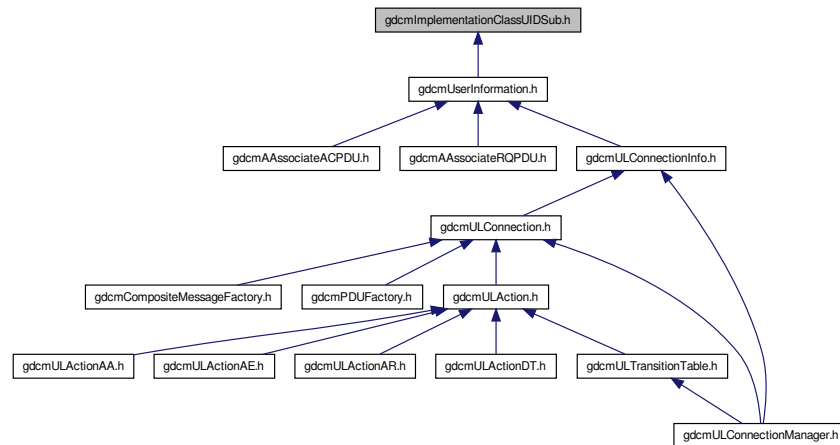 gdcmImplementationClassUIDSub.h
gdcmUserInformation.h
gdcmAAssociateACPDU.h
gdcmAAssociateRQPDU.h
gdcmULConnectionInfo.h
gdcmULConnection.h
gdcmCompositeMessageFactory.h
gdcmPDUFactory.h
gdcmULAction.h
gdcmULActionAA.h
gdcmULActionAE.h
gdcmULActionAR.h
gdcmULActionDT.h
gdcmULTransitionTable.h
gdcmULConnectionManager.h